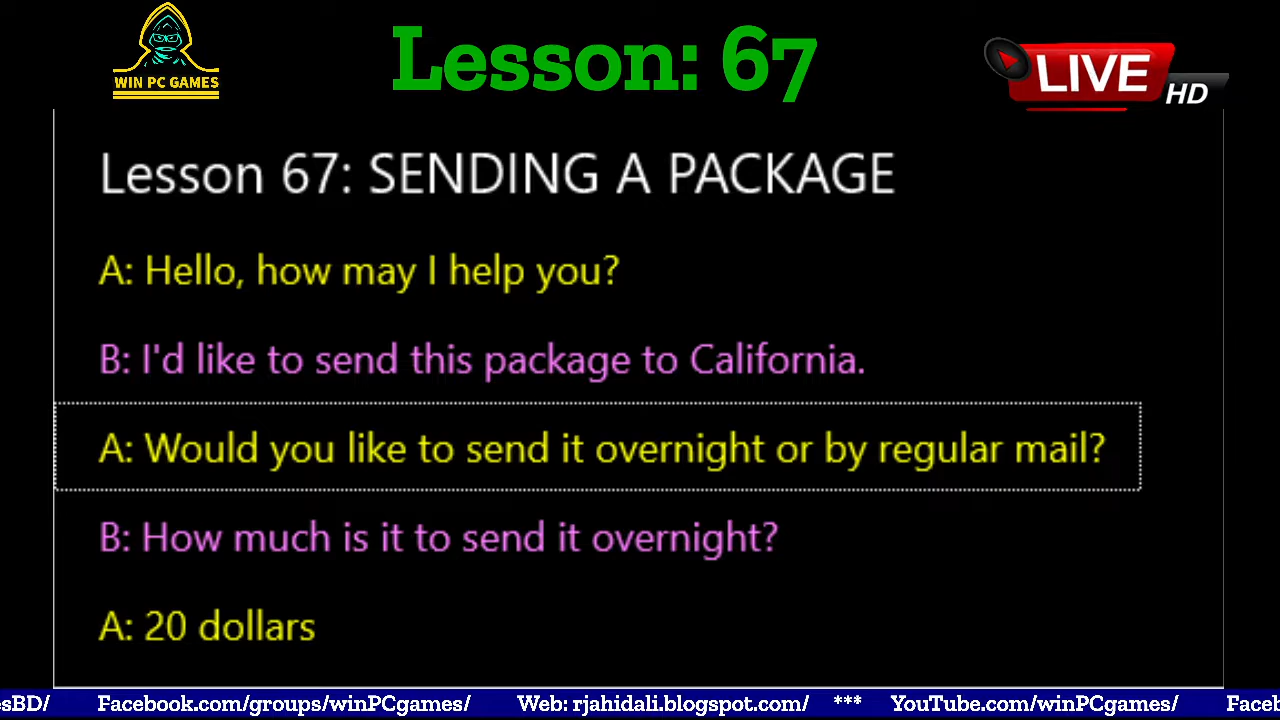 WIN PC GAMES
Lesson: 67
LIVE
HD
Lesson 67: SENDING A PACKAGE
A: Hello, how may I help you?
B: I'd like to send this package to California.
A: Would you like to send it overnight or by regular mail?
B: How much is it to send it overnight?
A: 20 dollars
esBD/ Facebook.com/groups/winPCgames/ Web: rjahidali.blogspot.com/ *** YouTube.com/winPCgames/ Faceb